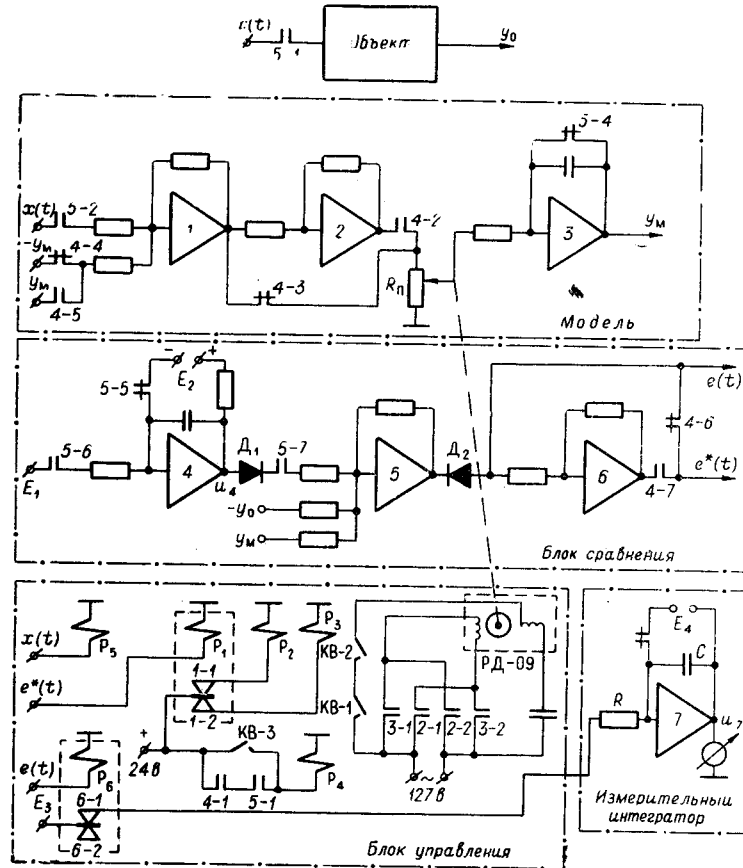 x(t)
5-1
Объект
y₀
x(t)
5-2
-yм
4-4
yм
4-5
1
4-3
2
4-2
Rп
5-4
3
yм
Модель
5-5
-
+
E₂
E₁
5-6
4
u₄
Д₁
5-7
-y₀
yм
5
Д₂
6
4-7
4-6
e(t)
e*(t)
Блок сравнения
x(t)
P₅
e*(t)
P₁
1-1
1-2
P₂
P₃
+
24в
КВ-3
4-1
5-1
P₄
КВ-2
КВ-1
РД-09
3-1
2-1
2-2
3-2
~
127в
e(t)
P₆
E₃
6-1
6-2
Блок управления
E₄
C
R
7
u₇
Измерительный
интегратор